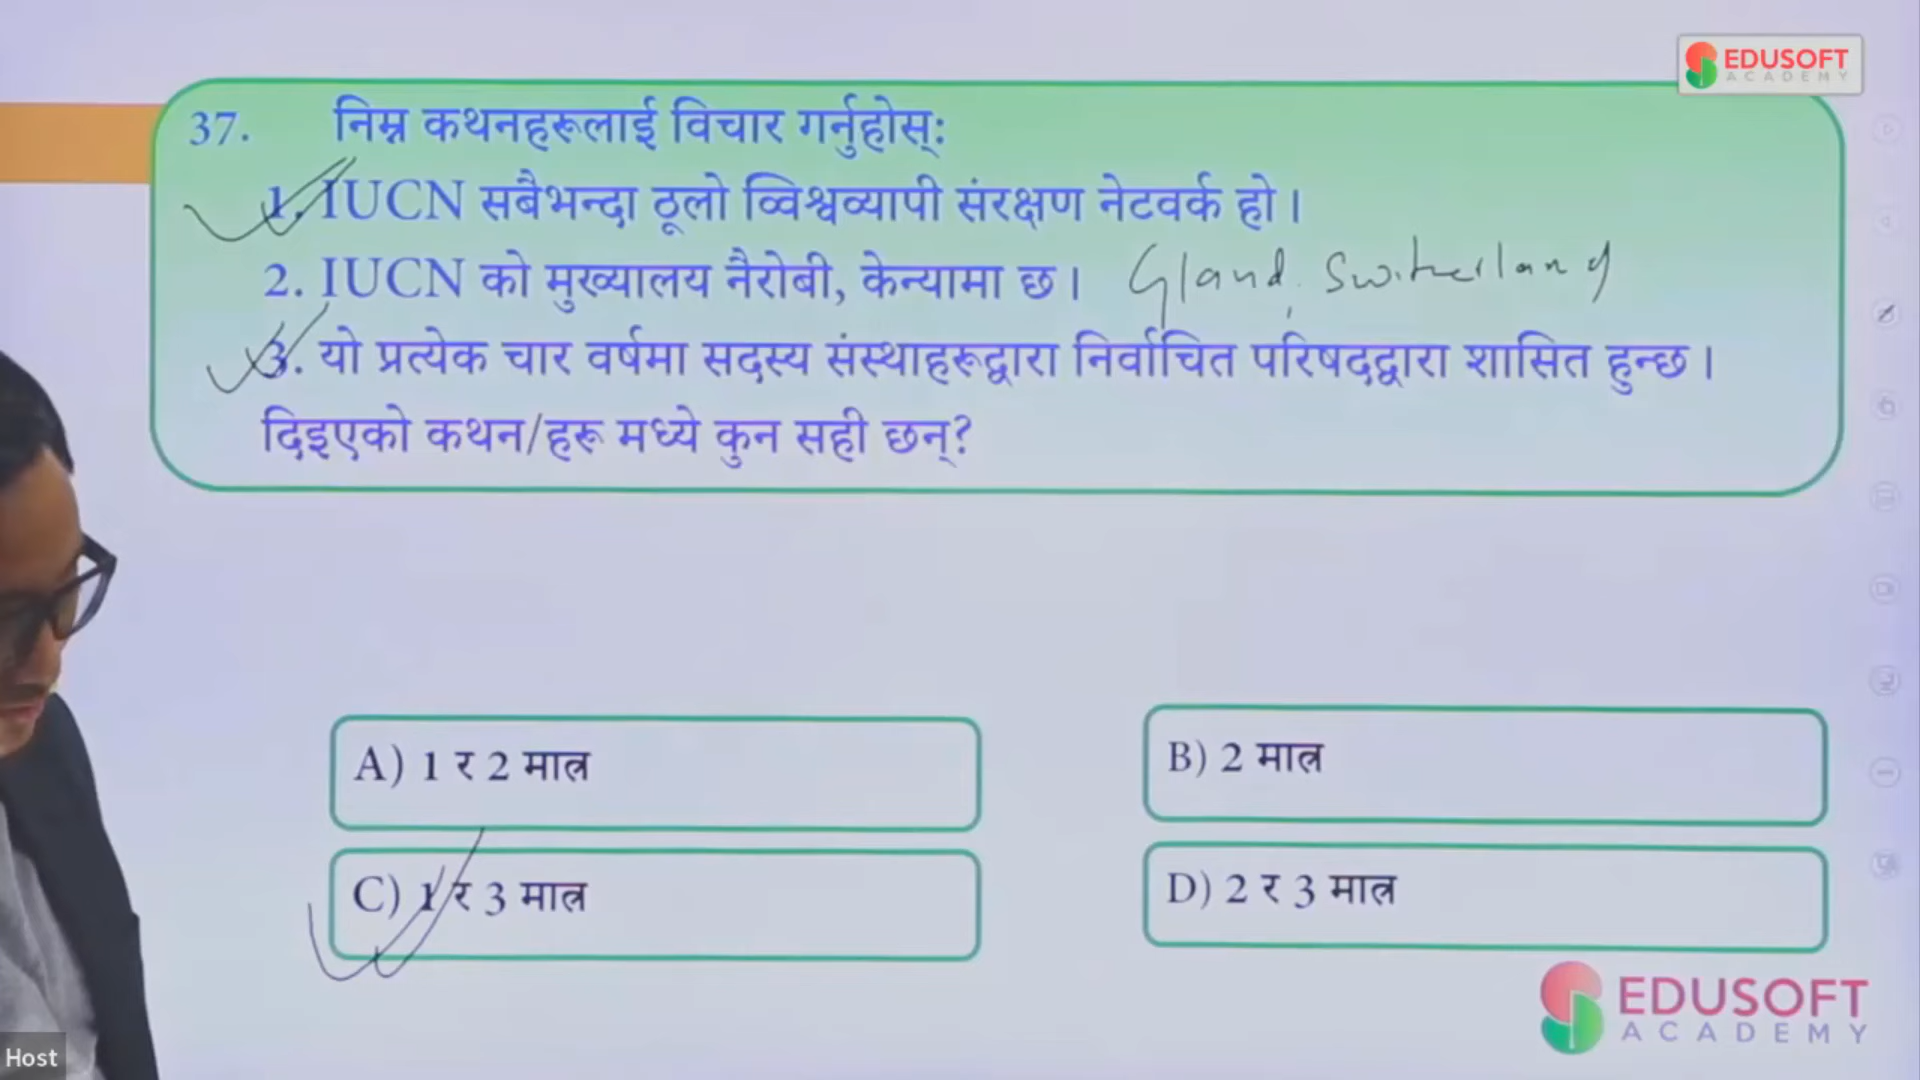 EDUSOFT
ACADEMY
37. निम्न कथनहरूलाई विचार गर्नुहोस्:
1. IUCN सबैभन्दा ठूलो व्विश्वव्यापी संरक्षण नेटवर्क हो ।
2. IUCN को मुख्यालय नैरोबी, केन्यामा छ । Gland, Switzerland
3. यो प्रत्येक चार वर्षमा सदस्य संस्थाहरूद्वारा निर्वाचित परिषदद्वारा शासित हुन्छ ।
दिइएको कथन/हरू मध्ये कुन सही छन्?
A) 1 र 2 मात्र
B) 2 मात्र
C) 1 र 3 मात्र
D) 2 र 3 मात्र
EDUSOFT
ACADEMY
Host